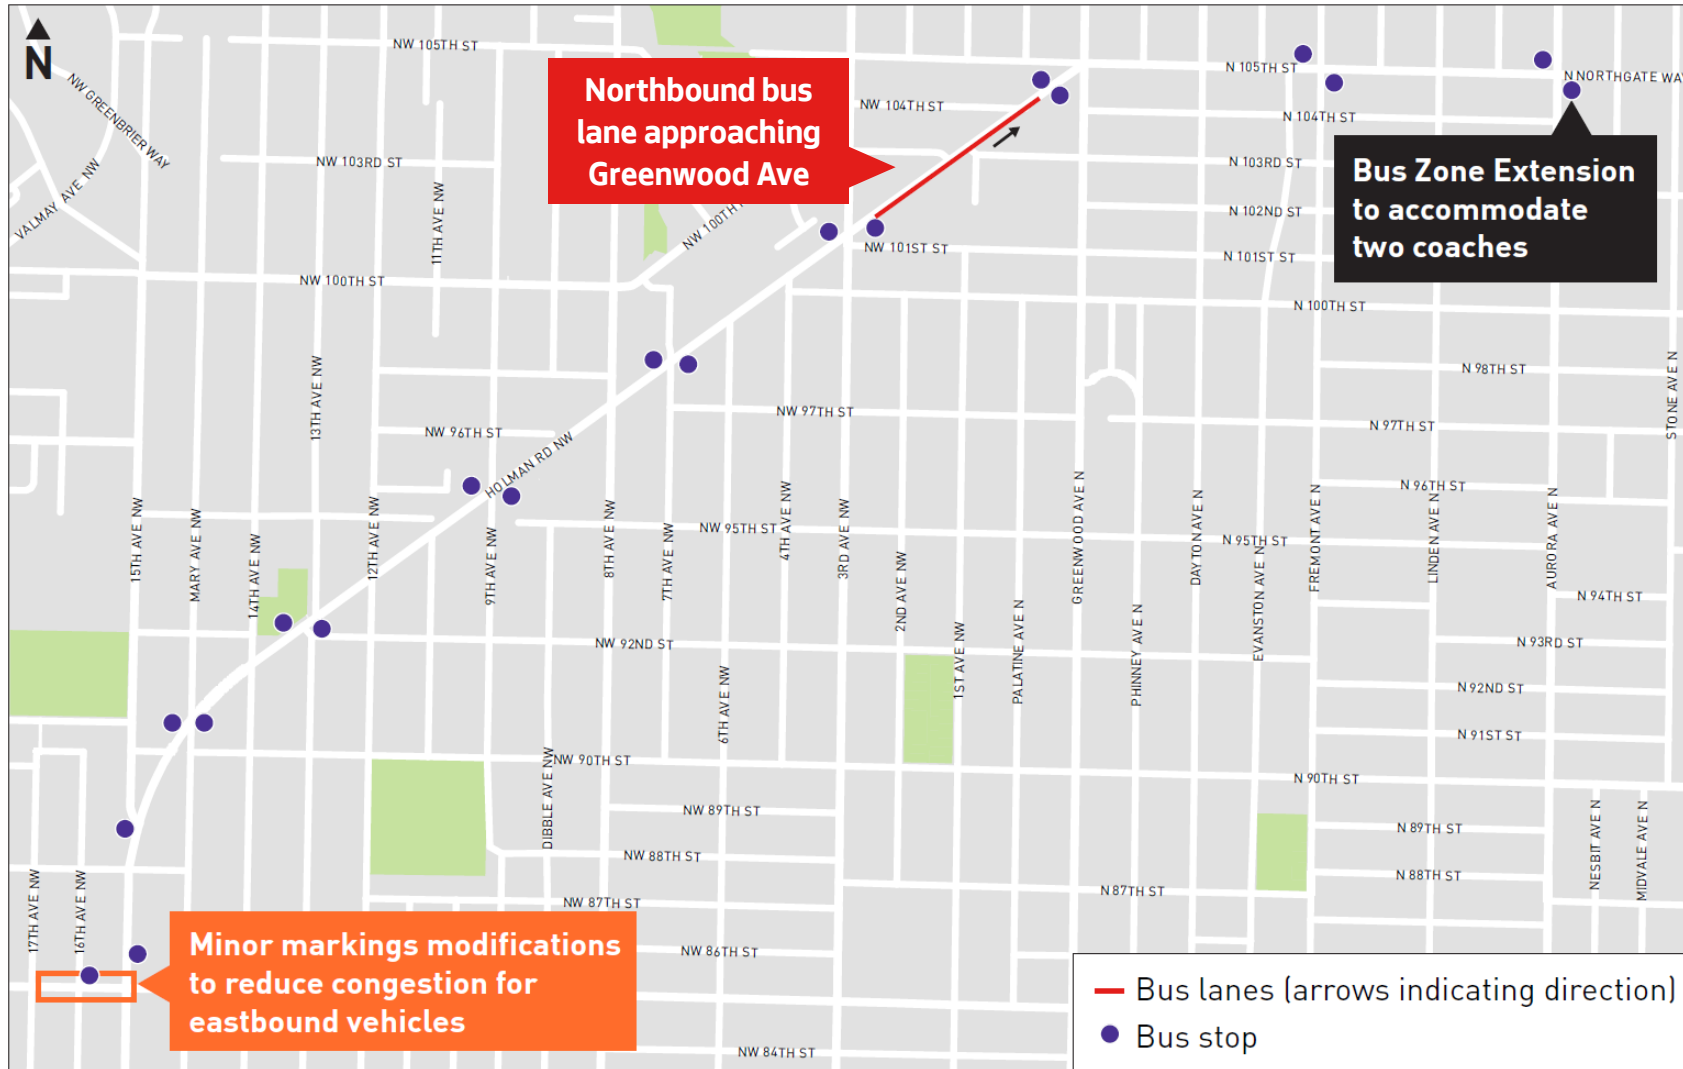 N
NW 105TH ST
NW GREENBRIER WAY
VALMAY AVE NW
NW 103RD ST
11TH AVE NW
NW 100TH ST
13TH AVE NW
Northbound bus
lane approaching
Greenwood Ave
NW 104TH ST
NW 100TH
NW 101ST ST
N 105TH ST
N NORTHGATE WAY
N 104TH ST
N 103RD ST
N 102ND ST
N 101ST ST
N 100TH ST
Bus Zone Extension
to accommodate
two coaches
N 98TH ST
STONE AVE N
NW 97TH ST
N 97TH ST
NW 96TH ST
HOLMAN RD NW
N 96TH ST
15TH AVE NW
MARY AVE NW
14TH AVE NW
12TH AVE NW
9TH AVE NW
8TH AVE NW
7TH AVE NW
NW 95TH ST
4TH AVE NW
3RD AVE NW
2ND AVE NW
1ST AVE NW
PALATINE AVE N
GREENWOOD AVE N
PHINNEY AVE N
DAYTON AVE N
N 95TH ST
EVANSTON AVE N
FREMONT AVE N
LINDEN AVE N
AURORA AVE N
N 94TH ST
NW 92ND ST
N 93RD ST
N 92ND ST
6TH AVE NW
N 91ST ST
NW 90TH ST
N 90TH ST
DIBBLE AVE NW
NW 89TH ST
N 89TH ST
NESBIT AVE N
MIDVALE AVE N
NW 88TH ST
N 88TH ST
17TH AVE NW
16TH AVE NW
NW 87TH ST
N 87TH ST
Minor markings modifications
to reduce congestion for
eastbound vehicles
NW 86TH ST
NW 84TH ST
Bus lanes (arrows indicating direction)
Bus stop